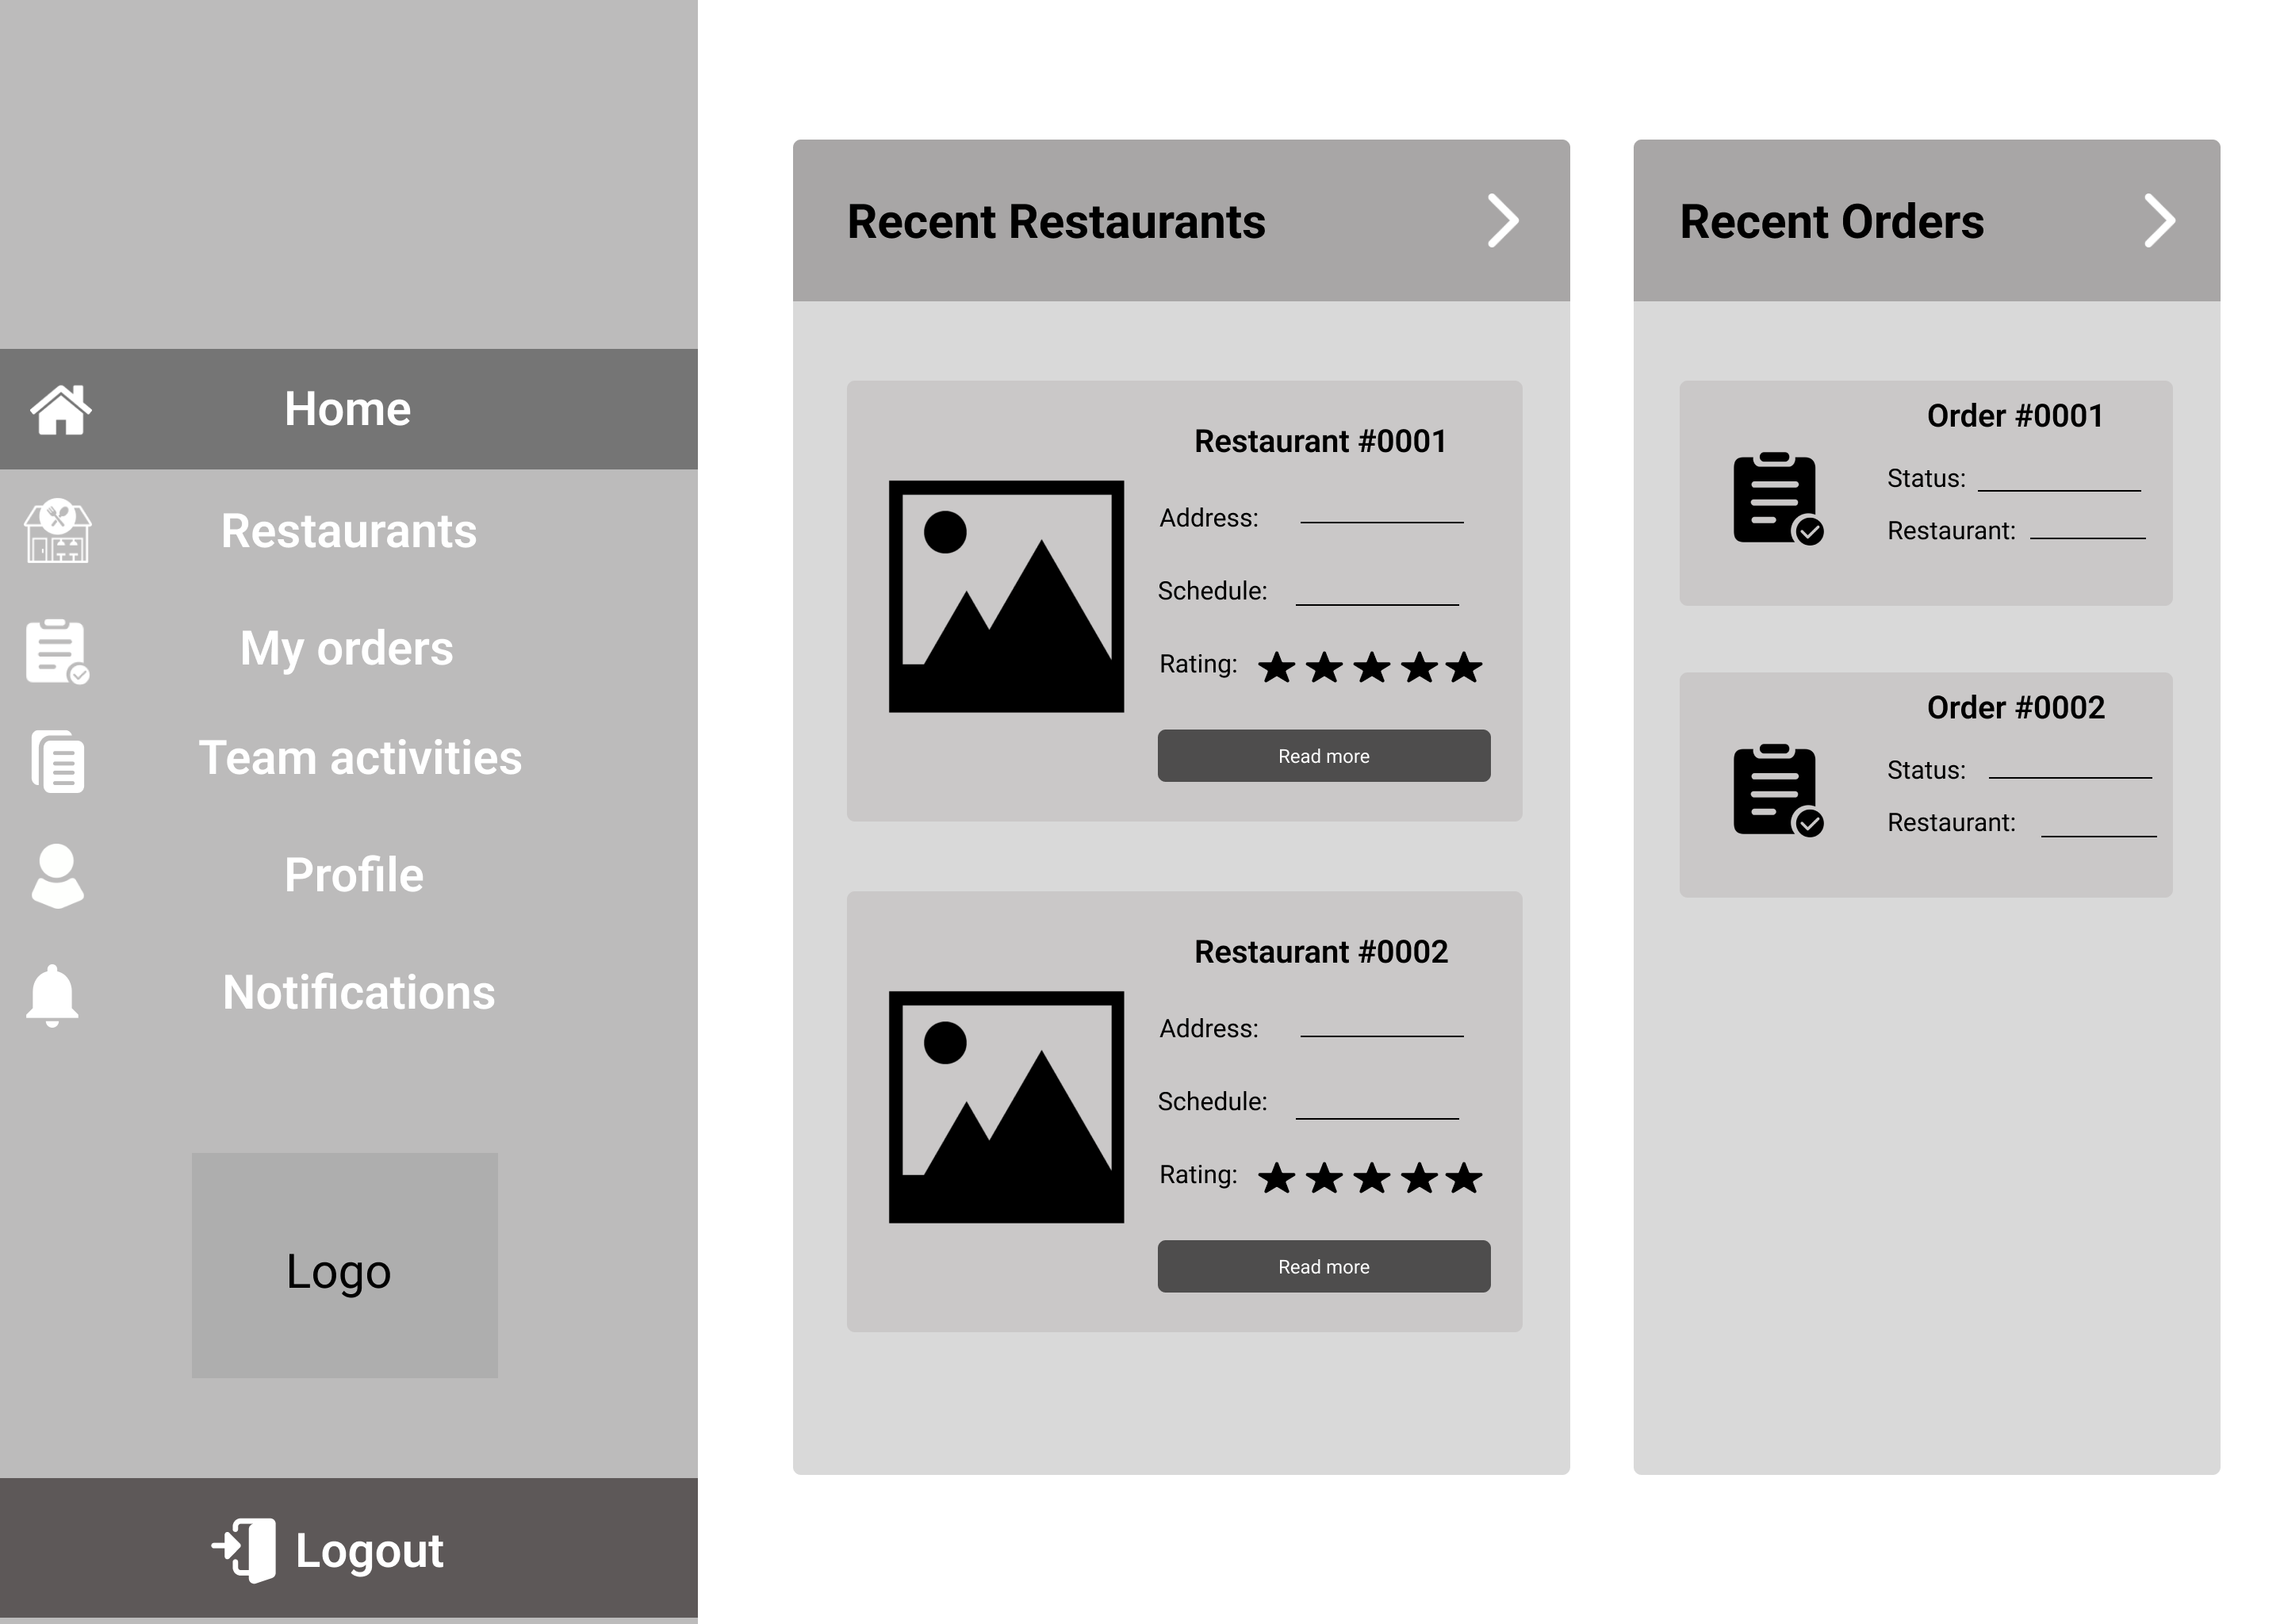 Home
Restaurants
My orders
Team activities
Profile
Notifications
Logo
Logout
Recent Restaurants
Restaurant #0001
Address:
Schedule:
Rating:
Read more
Restaurant #0002
Address:
Schedule:
Rating:
Read more
Recent Orders
Order #0001
Status:
Restaurant:
Order #0002
Status:
Restaurant: